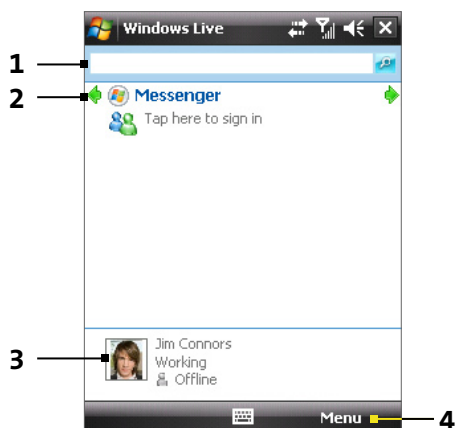 Windows Live
1
2
Messenger
Tap here to sign in
3
Jim Connors
Working
Offline
Menu
4